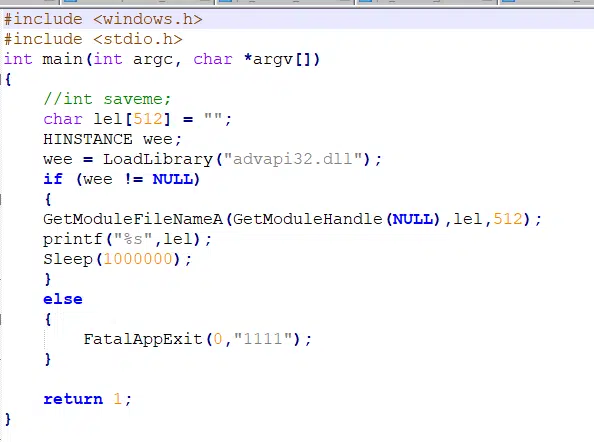 #include <windows.h>
#include <stdio.h>
int main(int argc, char *argv[])
{
    //int saveme;
    char lel[512] = "";
    HINSTANCE wee;
    wee = LoadLibrary("advapi32.dll");
    if (wee != NULL)
    {
    GetModuleFileNameA(GetModuleHandle(NULL),lel,512);
    printf("%s",lel);
    Sleep(1000000);
    }
    else
    {
        FatalAppExit(0,"1111");
    }

    return 1;
}